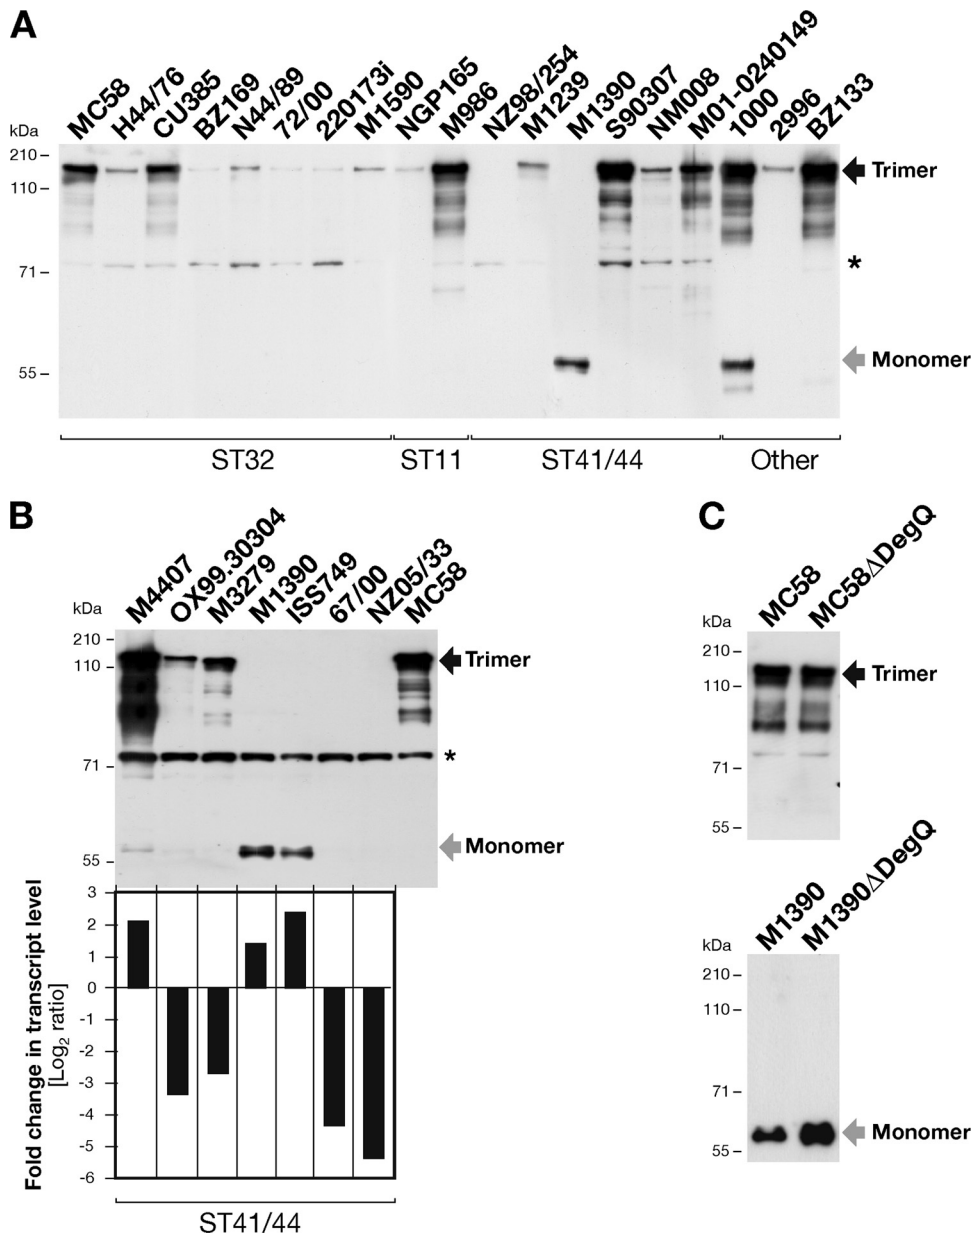 A
MC58 H44/76 CU385 BZ169 N44/89 72/00 220173i M1590 NGP165 M986 NZ98/254 M1239 M1390 S90307 NM008 M01-0240149 1000 2996 BZ133
kDa
210
Trimer
110
71
*
Monomer
55
ST32 ST11 ST41/44 Other
B
M4407 OX99.30304 M3279 M1390 ISS749 67/00 NZ05/33 MC58
kDa
210
Trimer
110
*
71
Monomer
55
Fold change in transcript level
[Log2 ratio]
3
2
1
0
-1
-2
-3
-4
-5
-6
ST41/44
C
MC58 MC58ΔDegQ
kDa
210
Trimer
110
71
55
M1390 M1390ΔDegQ
kDa
210
110
71
Monomer
55